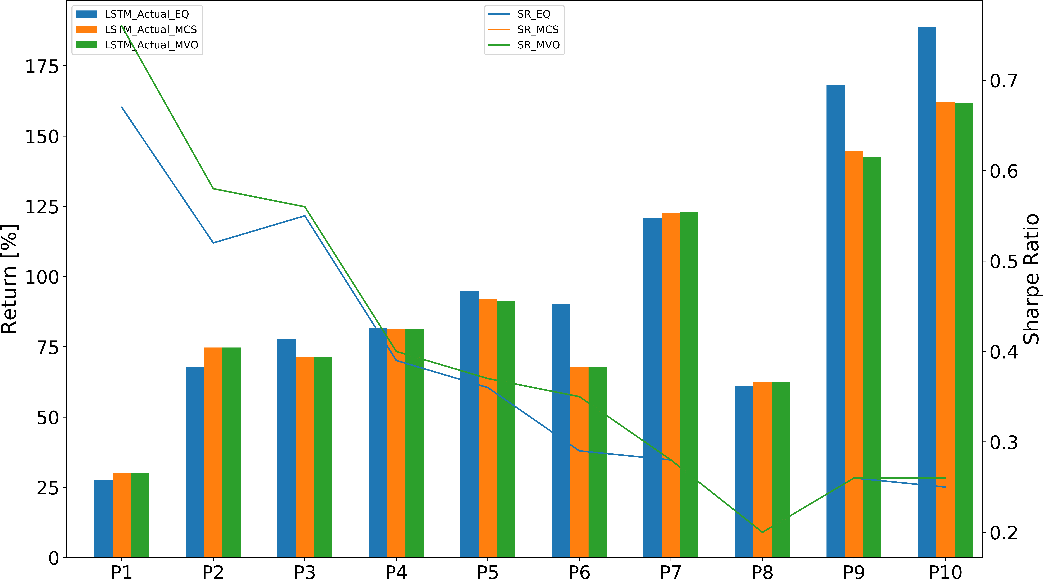 LSTM_Actual_EQ
LSTM_Actual_MCS
LSTM_Actual_MVO
SR_EQ
SR_MCS
SR_MVO
Return [%]
175
150
125
100
75
50
25
0
Sharpe Ratio
0.7
0.6
0.5
0.4
0.3
0.2
P1 P2 P3 P4 P5 P6 P7 P8 P9 P10